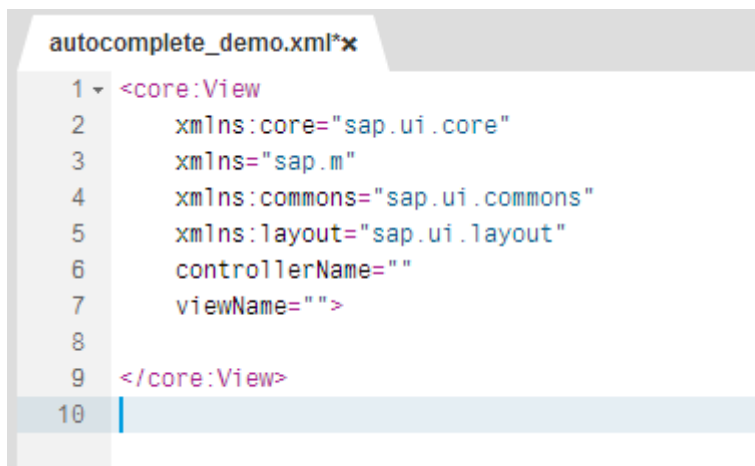 autocomplete_demo.xml*x
1 <core:View
2 xmlns:core="sap.ui.core"
3 xmlns="sap.m"
4 xmlns:commons="sap.ui.commons"
5 xmlns:layout="sap.ui.layout"
6 controllerName=""
7 viewName="">
8
9 </core:View>
10